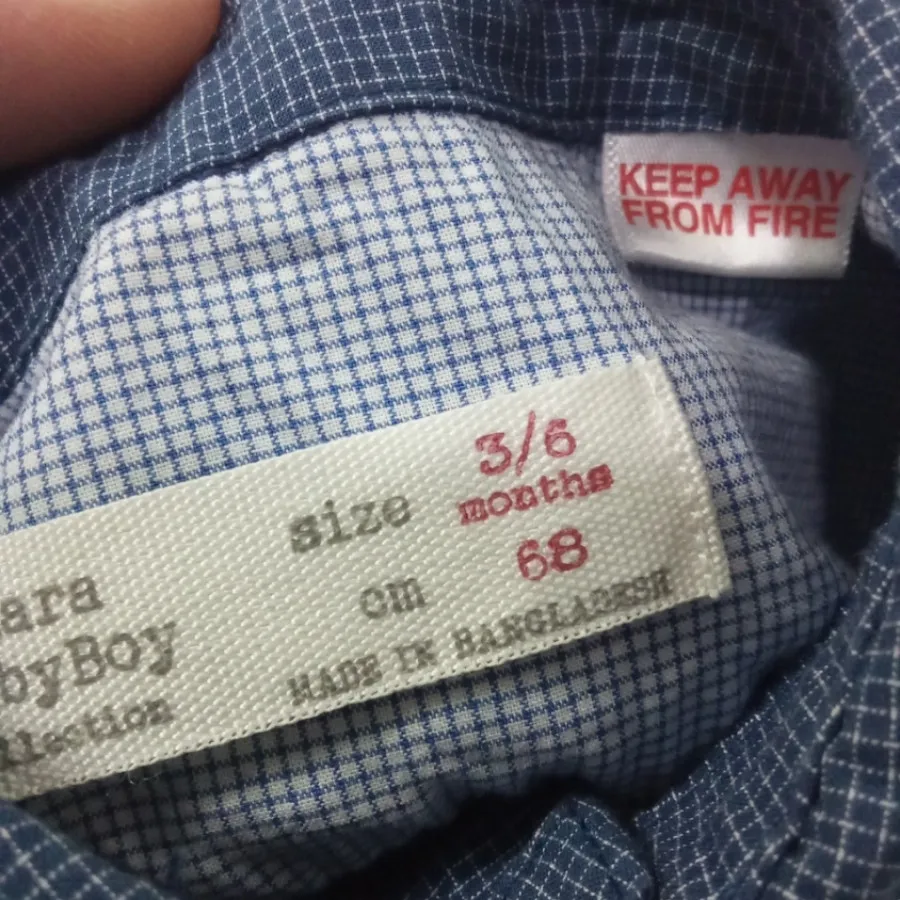 KEEP AWAY
FROM FIRE
size 3/6
months
cm 68
ara
byBoy
llection
MADE IN BANGLADESH